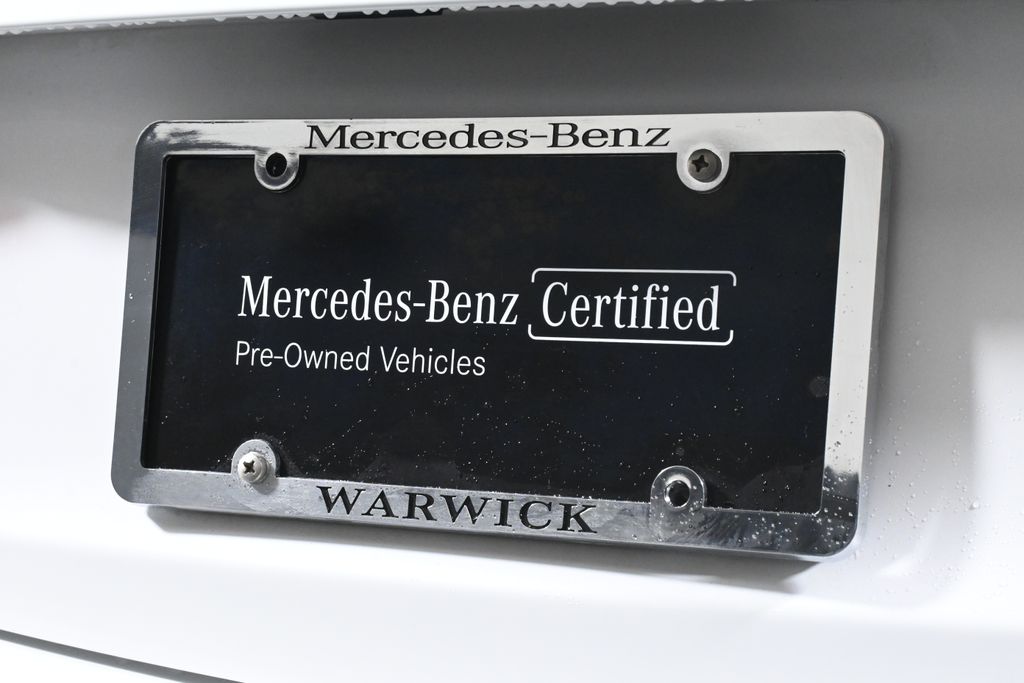 Mercedes-Benz
Mercedes-Benz Certified
Pre-Owned Vehicles
WARWICK